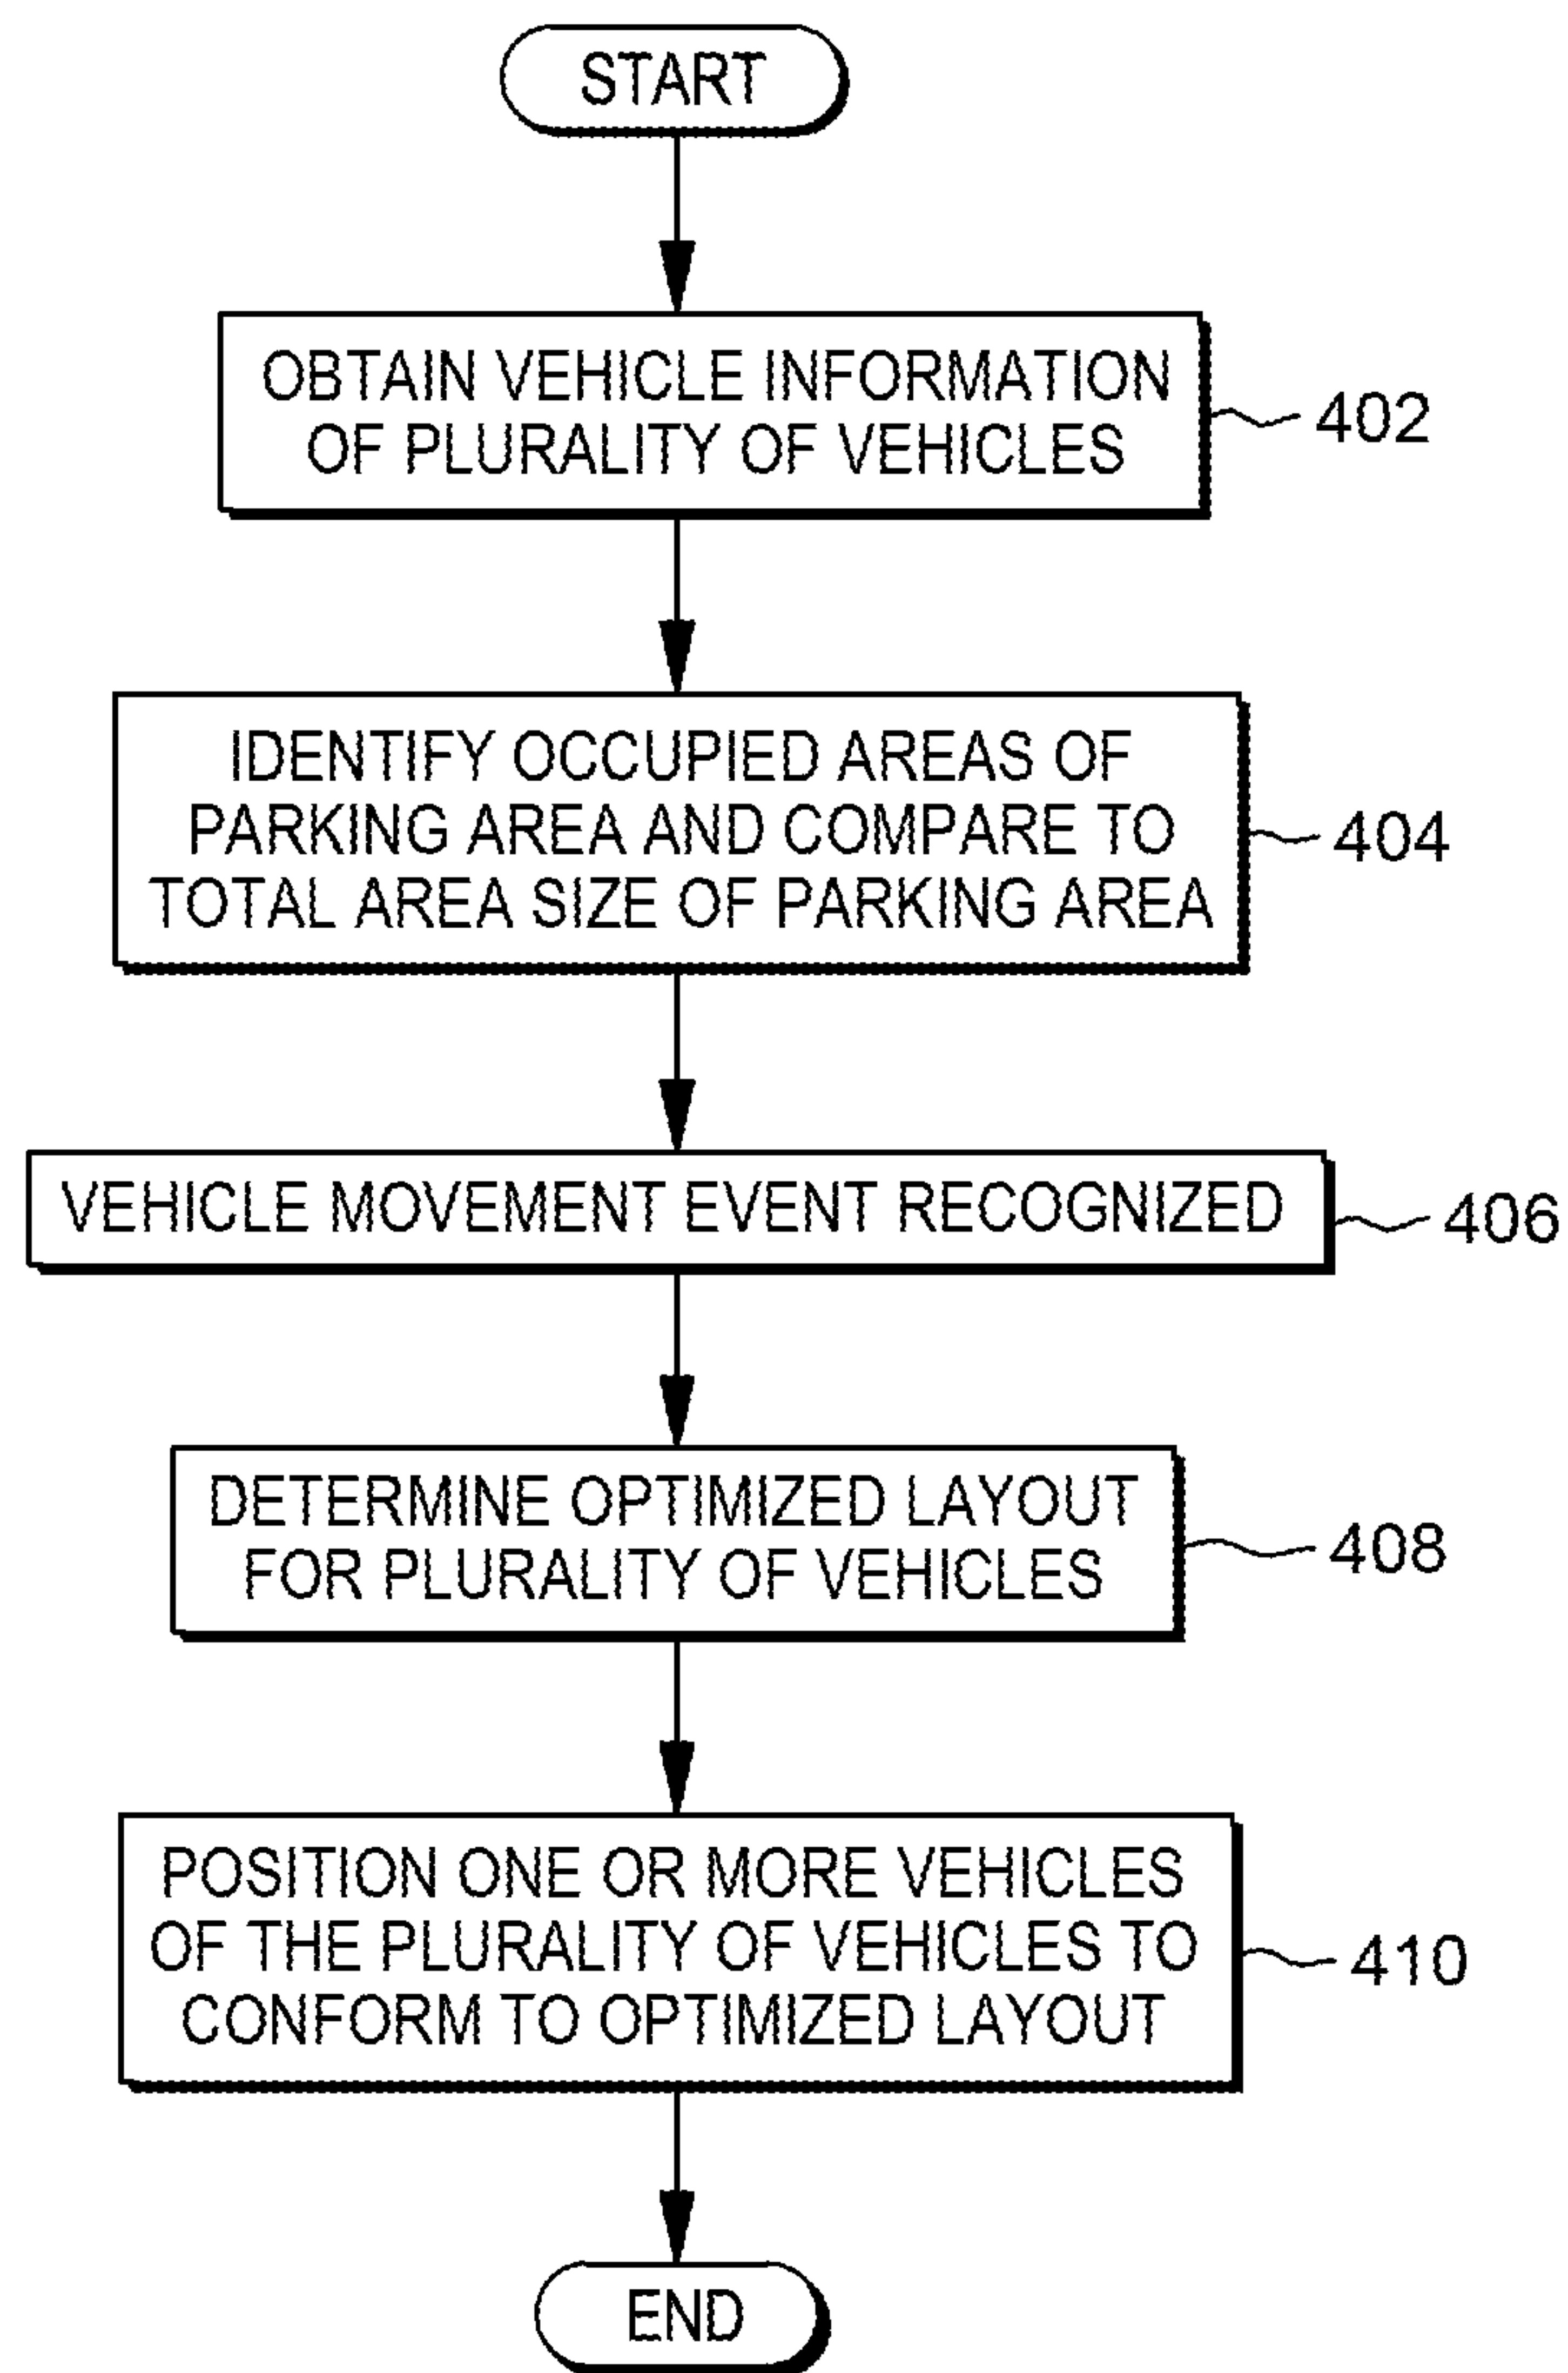 START
OBTAIN VEHICLE INFORMATION
OF PLURALITY OF VEHICLES
402
IDENTIFY OCCUPIED AREAS OF
PARKING AREA AND COMPARE TO
TOTAL AREA SIZE OF PARKING AREA
404
VEHICLE MOVEMENT EVENT RECOGNIZED
406
DETERMINE OPTIMIZED LAYOUT
FOR PLURALITY OF VEHICLES
408
POSITION ONE OR MORE VEHICLES
OF THE PLURALITY OF VEHICLES TO
CONFORM TO OPTIMIZED LAYOUT
410
END